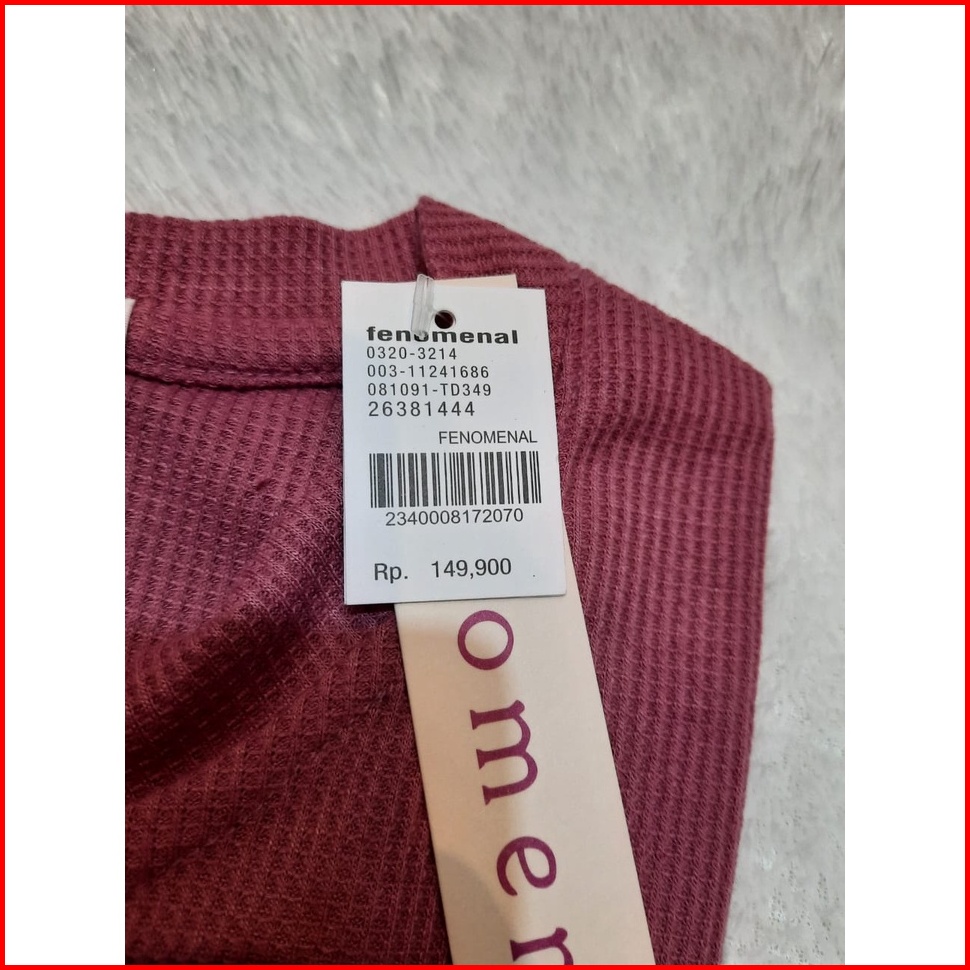 fenomenal
0320-3214
003-11241686
081091-TD349
26381444
FENOMENAL
2340008172070
Rp. 149,900
omen